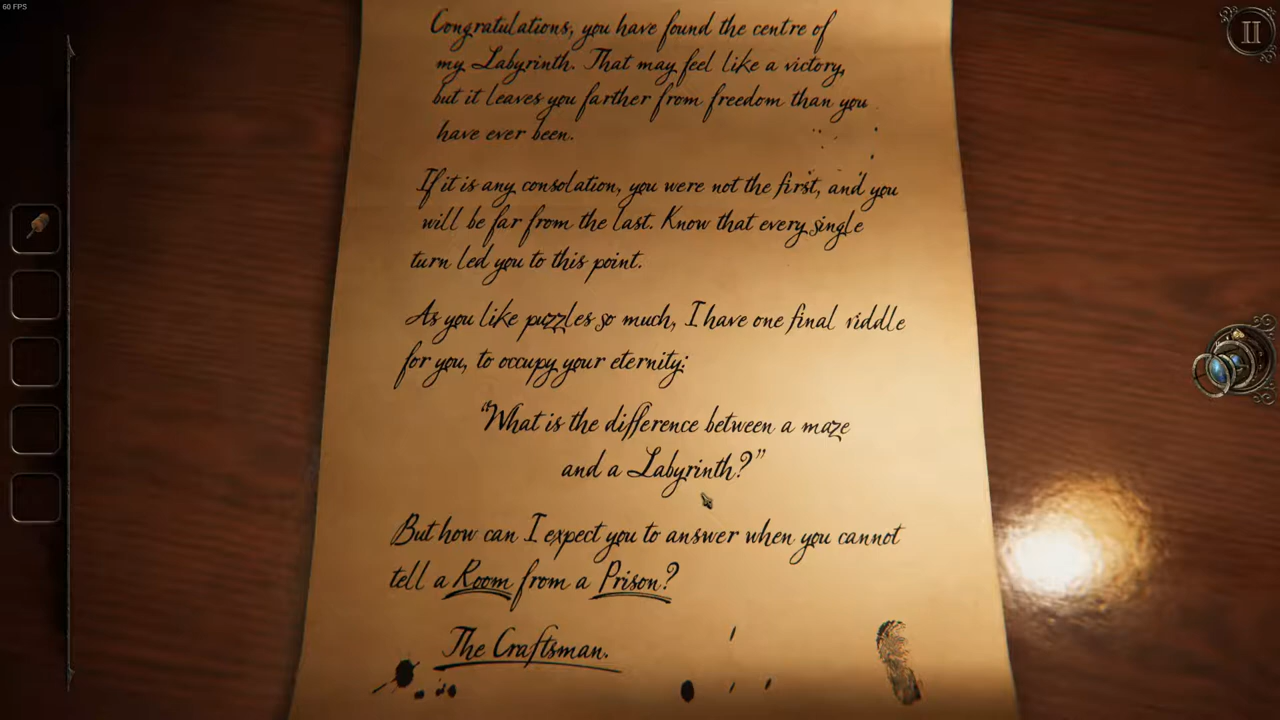 60 FPS
Congratulations, you have found the centre of
my Labyrinth. That may feel like a victory,
but it leaves you farther from freedom than you
have ever been.
If it is any consolation, you were not the first, and you
will be far from the last. Know that every single
turn led you to this point.
As you like puzzles so much, I have one final riddle
for you, to occupy your eternity:
"What is the difference between a maze
and a Labyrinth?"
But how can I expect you to answer when you cannot
tell a Room from a Prison?
The Craftsman.